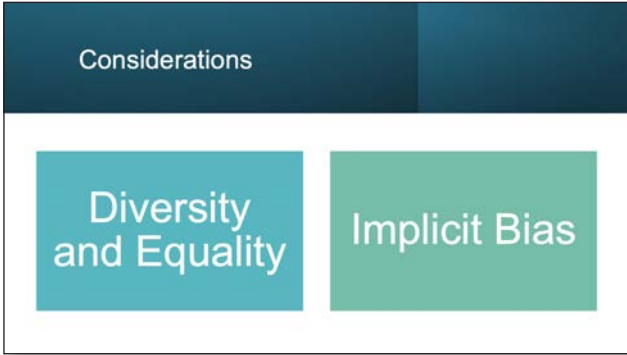 Considerations
Diversity
and Equality
Implicit Bias